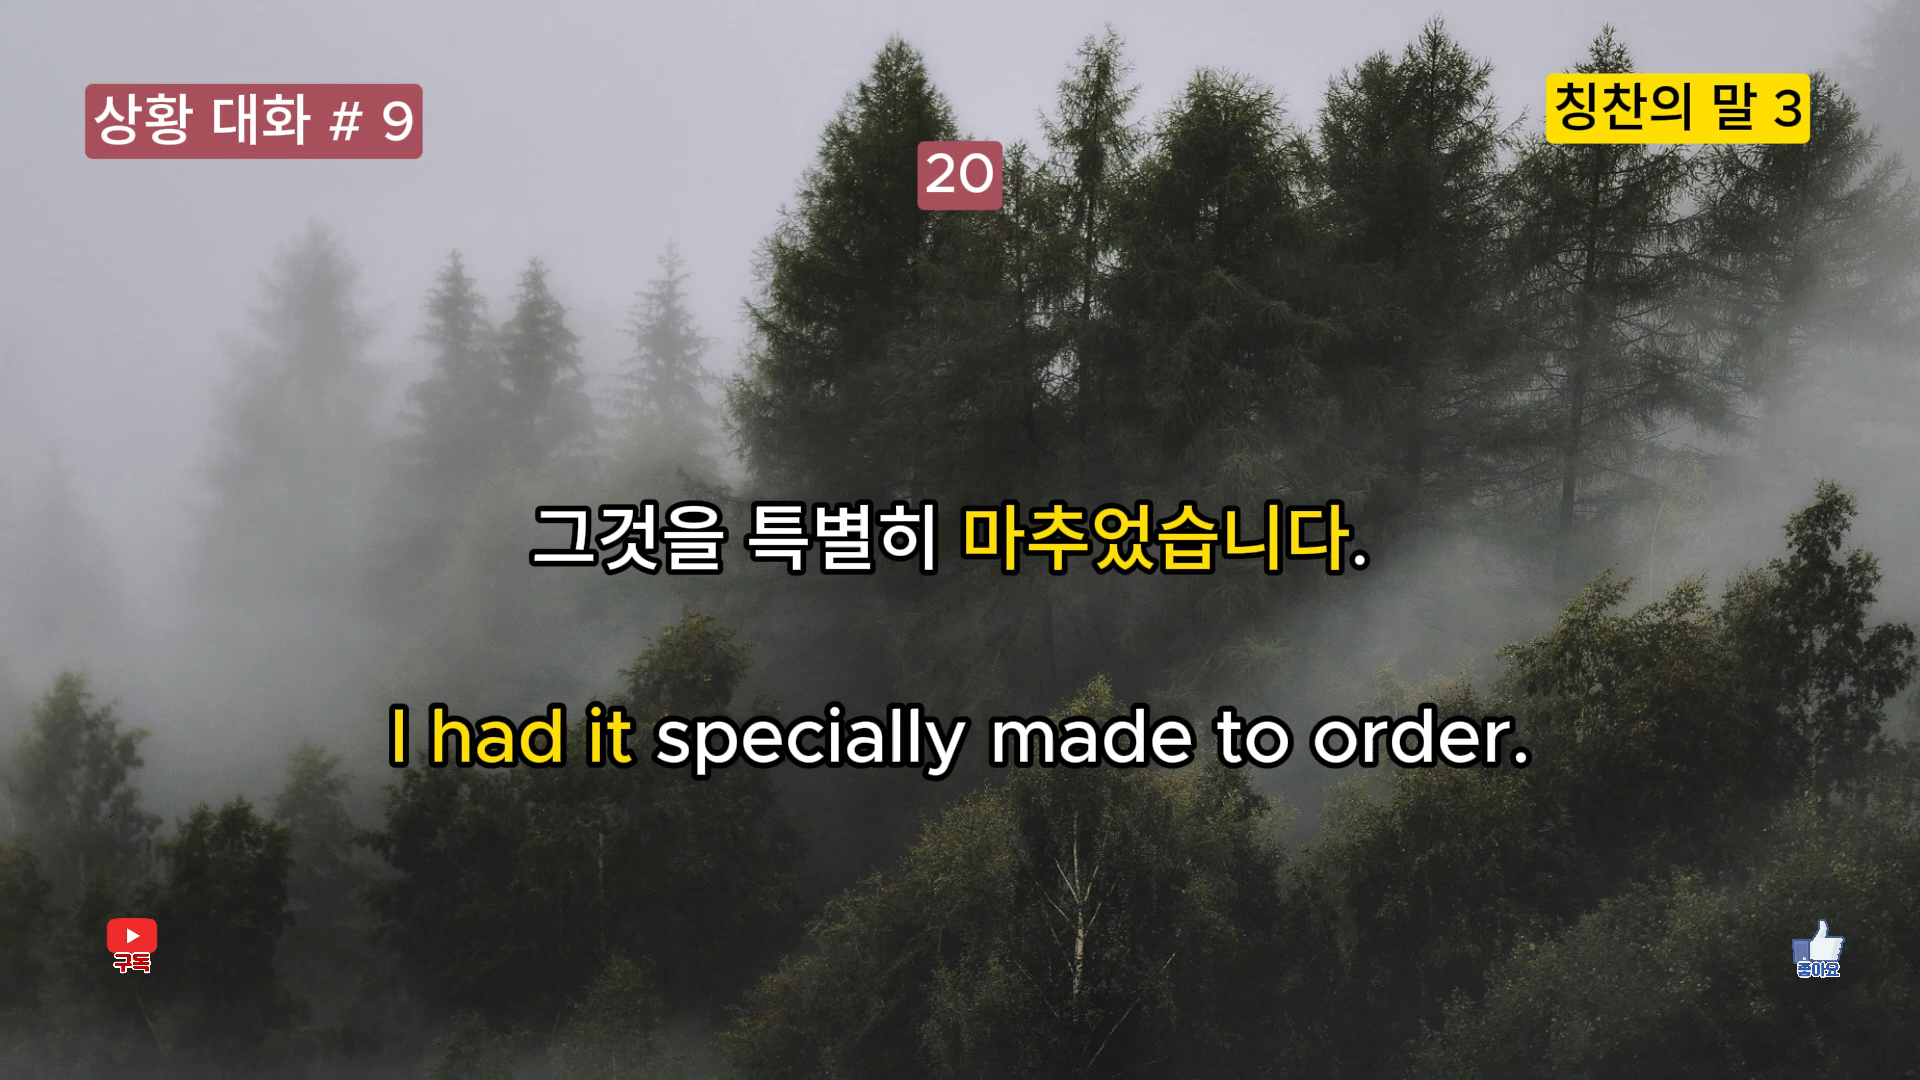 상황 대화 # 9
칭찬의 말 3
20
그것을 특별히 마추었습니다.
I had it specially made to order.
구독
좋아요